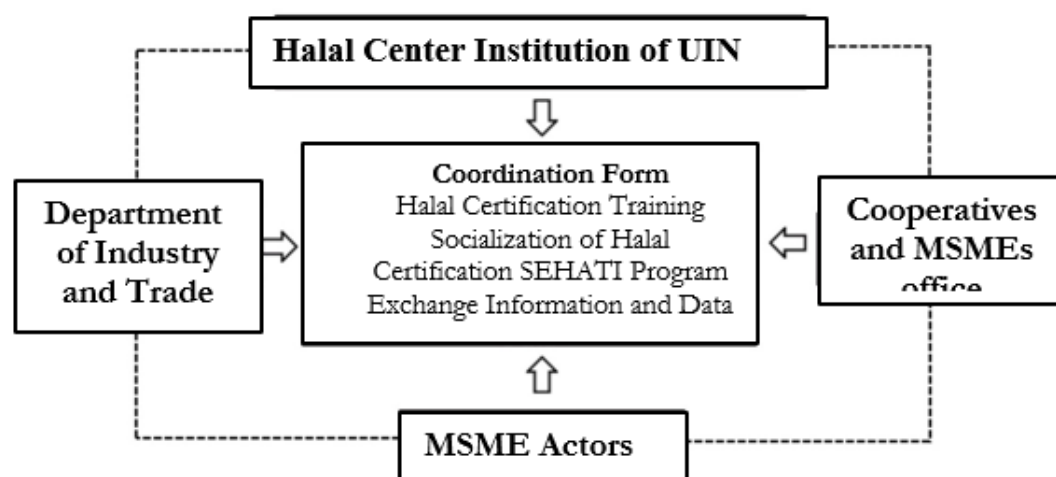 Halal Center Institution of UIN
Coordination Form
Halal Certification Training
Socialization of Halal
Certification SEHATI Program
Exchange Information and Data
Department
of Industry
and Trade
Cooperatives
and MSMEs
office
MSME Actors